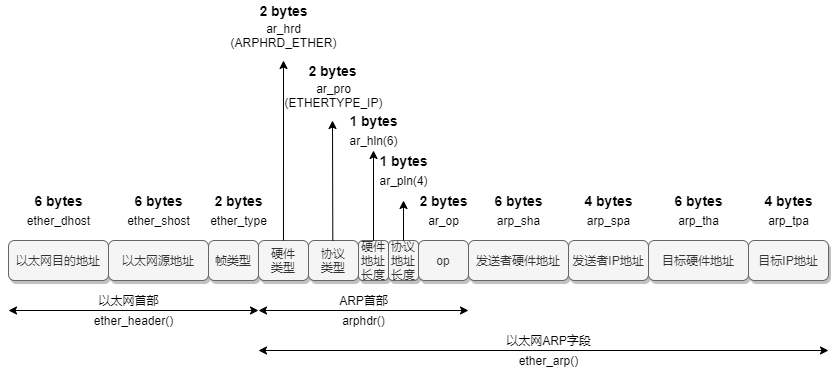 2 bytes
ar_hrd
(ARPHRD_ETHER)
2 bytes
ar_pro
(ETHERTYPE_IP)
1 bytes
ar_hln(6)
1 bytes
ar_pln(4)
6 bytes
ether_dhost
6 bytes
ether_shost
2 bytes
ether_type
2 bytes
ar_op
6 bytes
arp_sha
4 bytes
arp_spa
6 bytes
arp_tha
4 bytes
arp_tpa
以太网目的地址
以太网源地址
帧类型
硬件
类型
协议
类型
硬件
地址
长度
协议
地址
长度
op
发送者硬件地址
发送者IP地址
目标硬件地址
目标IP地址
以太网首部
ether_header()
ARP首部
arphdr()
以太网ARP字段
ether_arp()